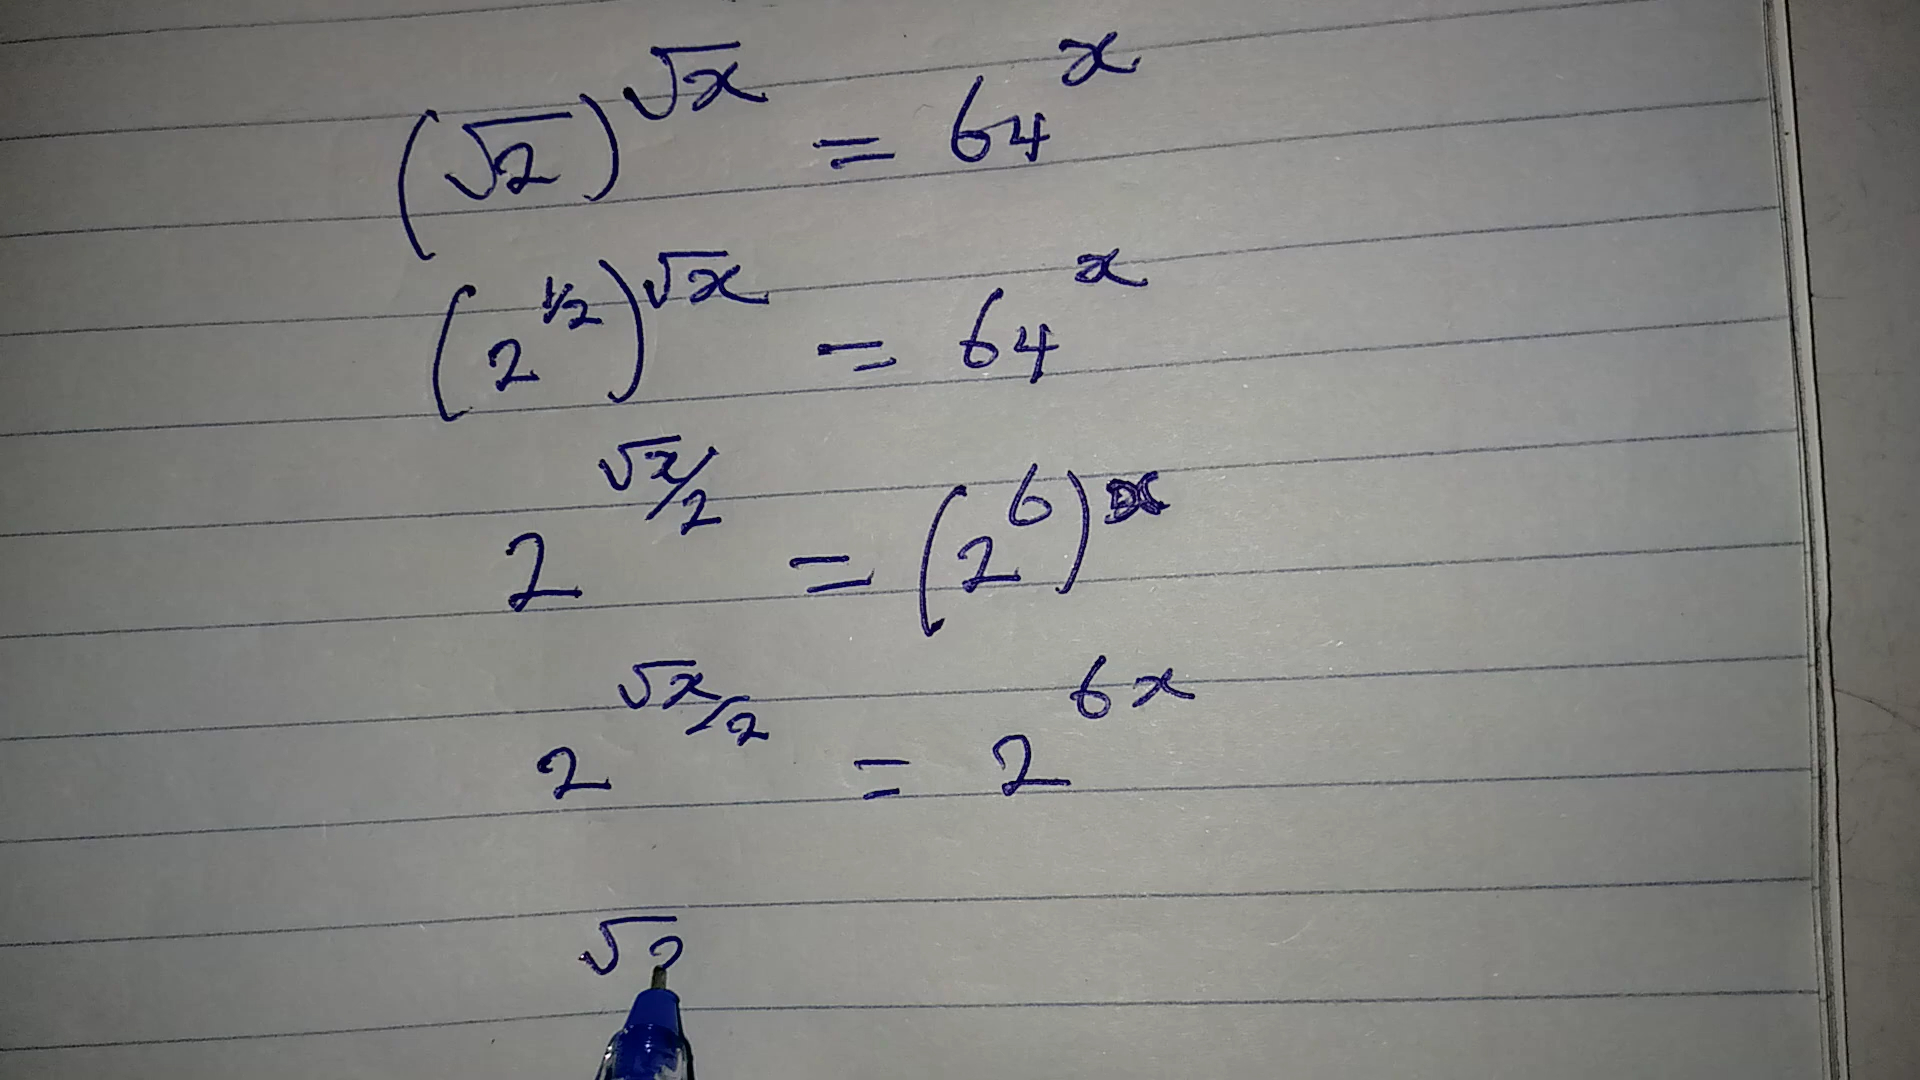 (√2)^√x = 64^x
(2^1/2)^√x = 64^x
2^√x/2 = (2^6)^x
2^√x/2 = 2^6x
√